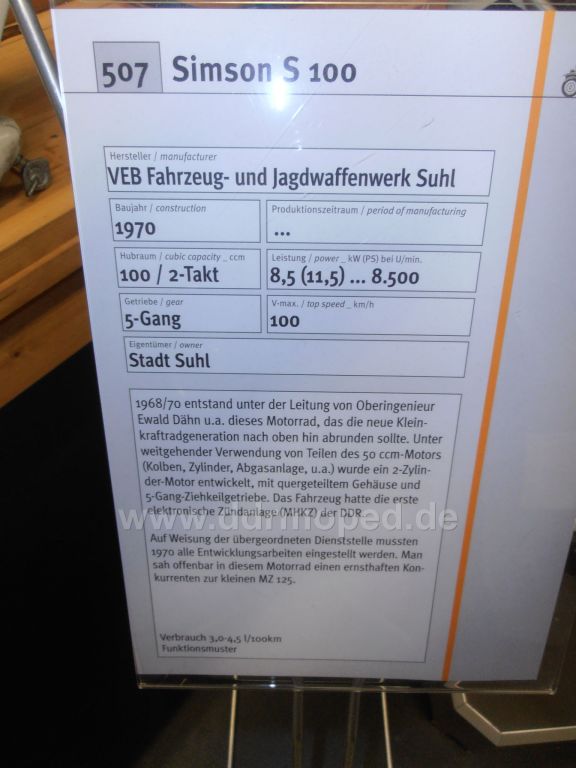 507 Simson S 100
Hersteller / manufacturer
VEB Fahrzeug- und Jagdwaffenwerk Suhl
Baujahr / construction
1970
Produktionszeitraum / period of manufacturing
...
Hubraum / cubic capacity _ ccm
100 / 2-Takt
Leistung / power _ kW (PS) bei U/min.
8,5 (11,5) ... 8.500
Getriebe / gear
5-Gang
V-max. / top speed _ km/h
100
Eigentümer / owner
Stadt Suhl
1968/70 entstand unter der Leitung von Oberingenieur
Ewald Dähn u.a. dieses Motorrad, das die neue Klein-
kraftradgeneration nach oben hin abrunden sollte. Unter
weitgehender Verwendung von Teilen des 50 ccm-Motors
(Kolben, Zylinder, Abgasanlage, u.a.) wurde ein 2-Zylin-
der-Motor entwickelt, mit quergeteiltem Gehäuse und
5-Gang-Ziehkeilgetriebe. Das Fahrzeug hatte die erste
elektronische Zündanlage (MHKZ) der DDR.
www.ddrmoped.de
Auf Weisung der übergeordneten Dienststelle mussten
1970 alle Entwicklungsarbeiten eingestellt werden. Man
sah offenbar in diesem Motorrad einen ernsthaften Kon-
kurrenten zur kleinen MZ 125.
Verbrauch 3,0-4,5 l/100km
Funktionsmuster